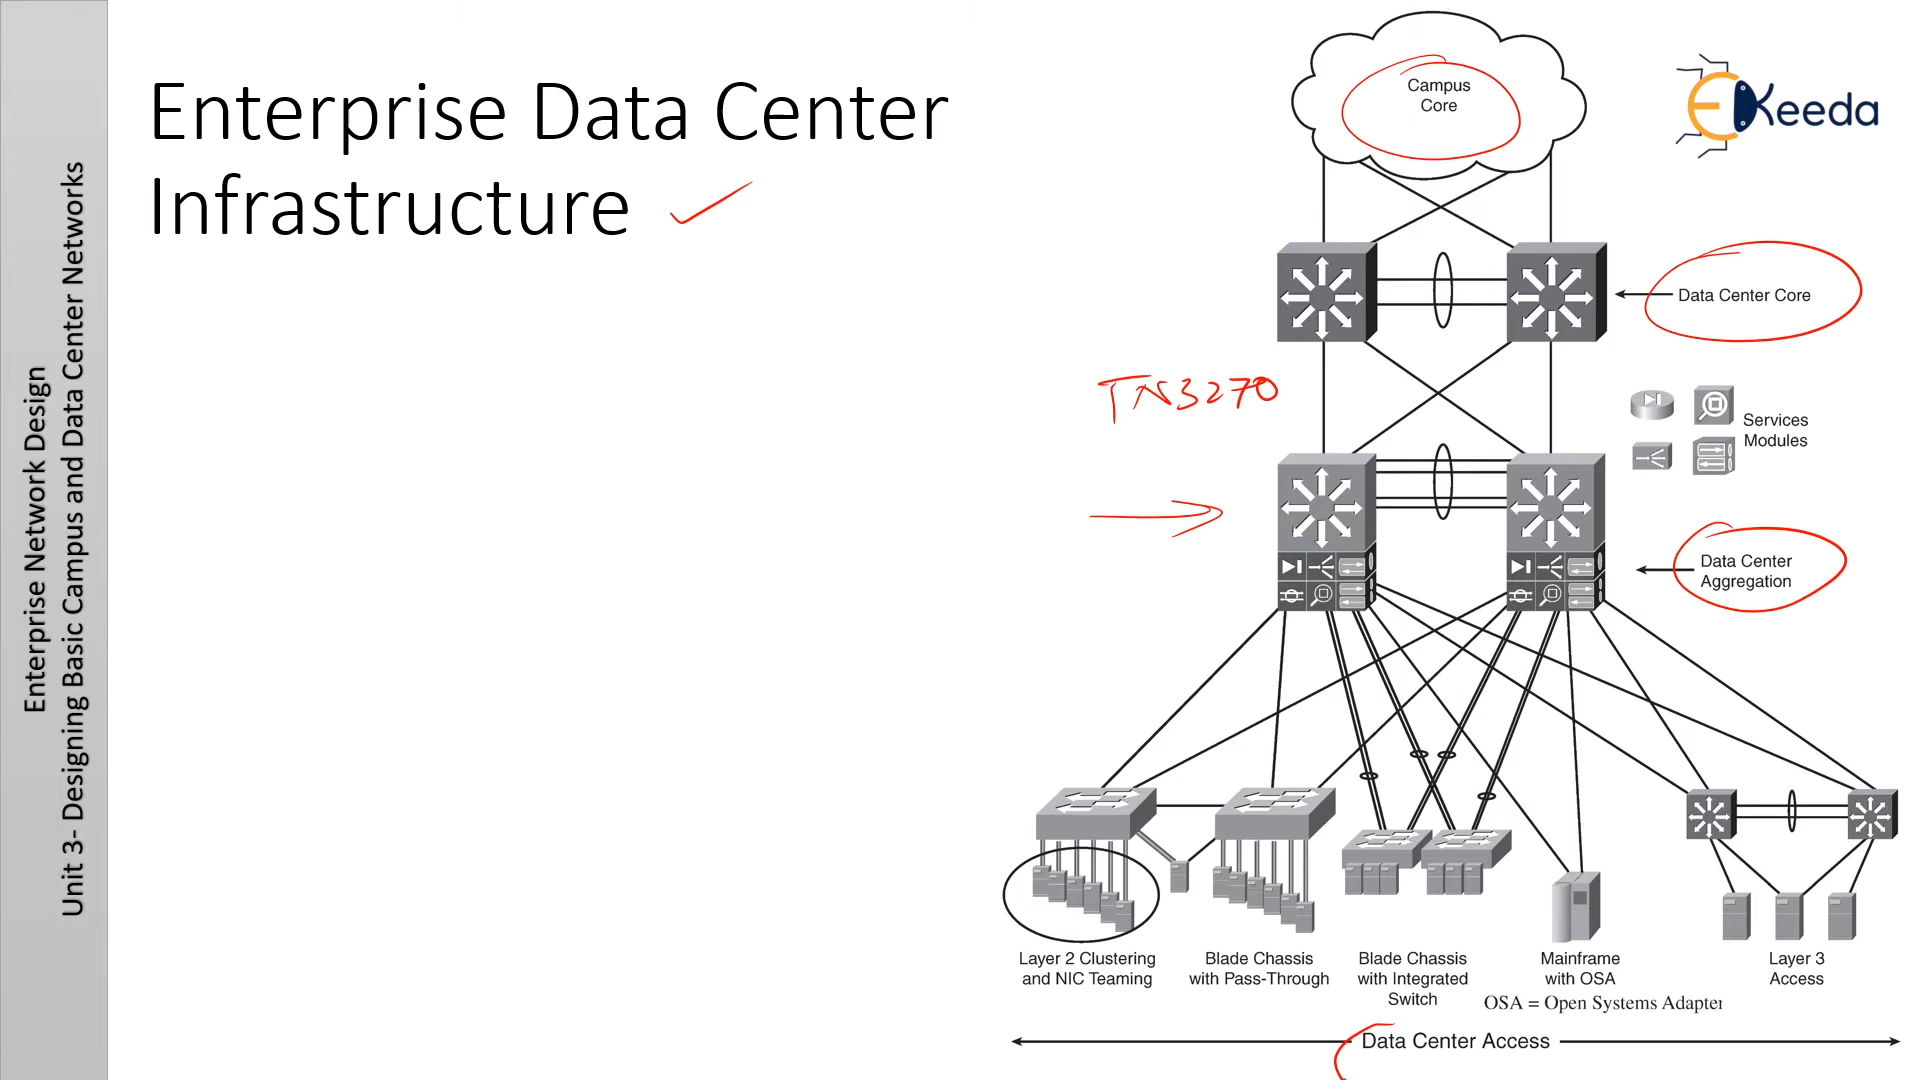 Enterprise Network Design
Unit 3- Designing Basic Campus and Data Center Networks
Enterprise Data Center
Infrastructure
Campus
Core
EKeeda
Data Center Core
TN3270
Services
Modules
Data Center
Aggregation
Layer 2 Clustering
and NIC Teaming
Blade Chassis
with Pass-Through
Blade Chassis
with Integrated
Switch
Mainframe
with OSA
Layer 3
Access
OSA = Open Systems Adapter
Data Center Access